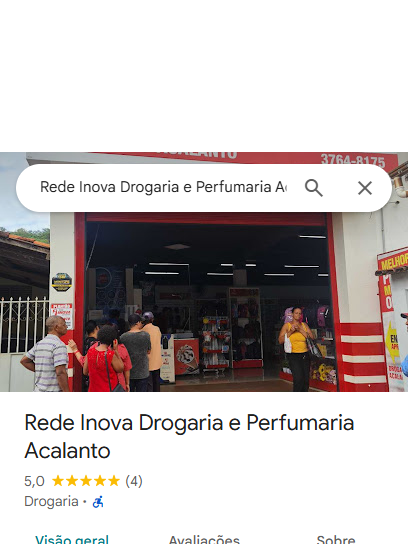 ACALANTO
3764-8175
Rede Inova Drogaria e Perfumaria Ac
MELHOR
Rede Inova Drogaria e Perfumaria
Acalanto
5,0 (4)
Drogaria ·
Visão geral Avaliações Sobre